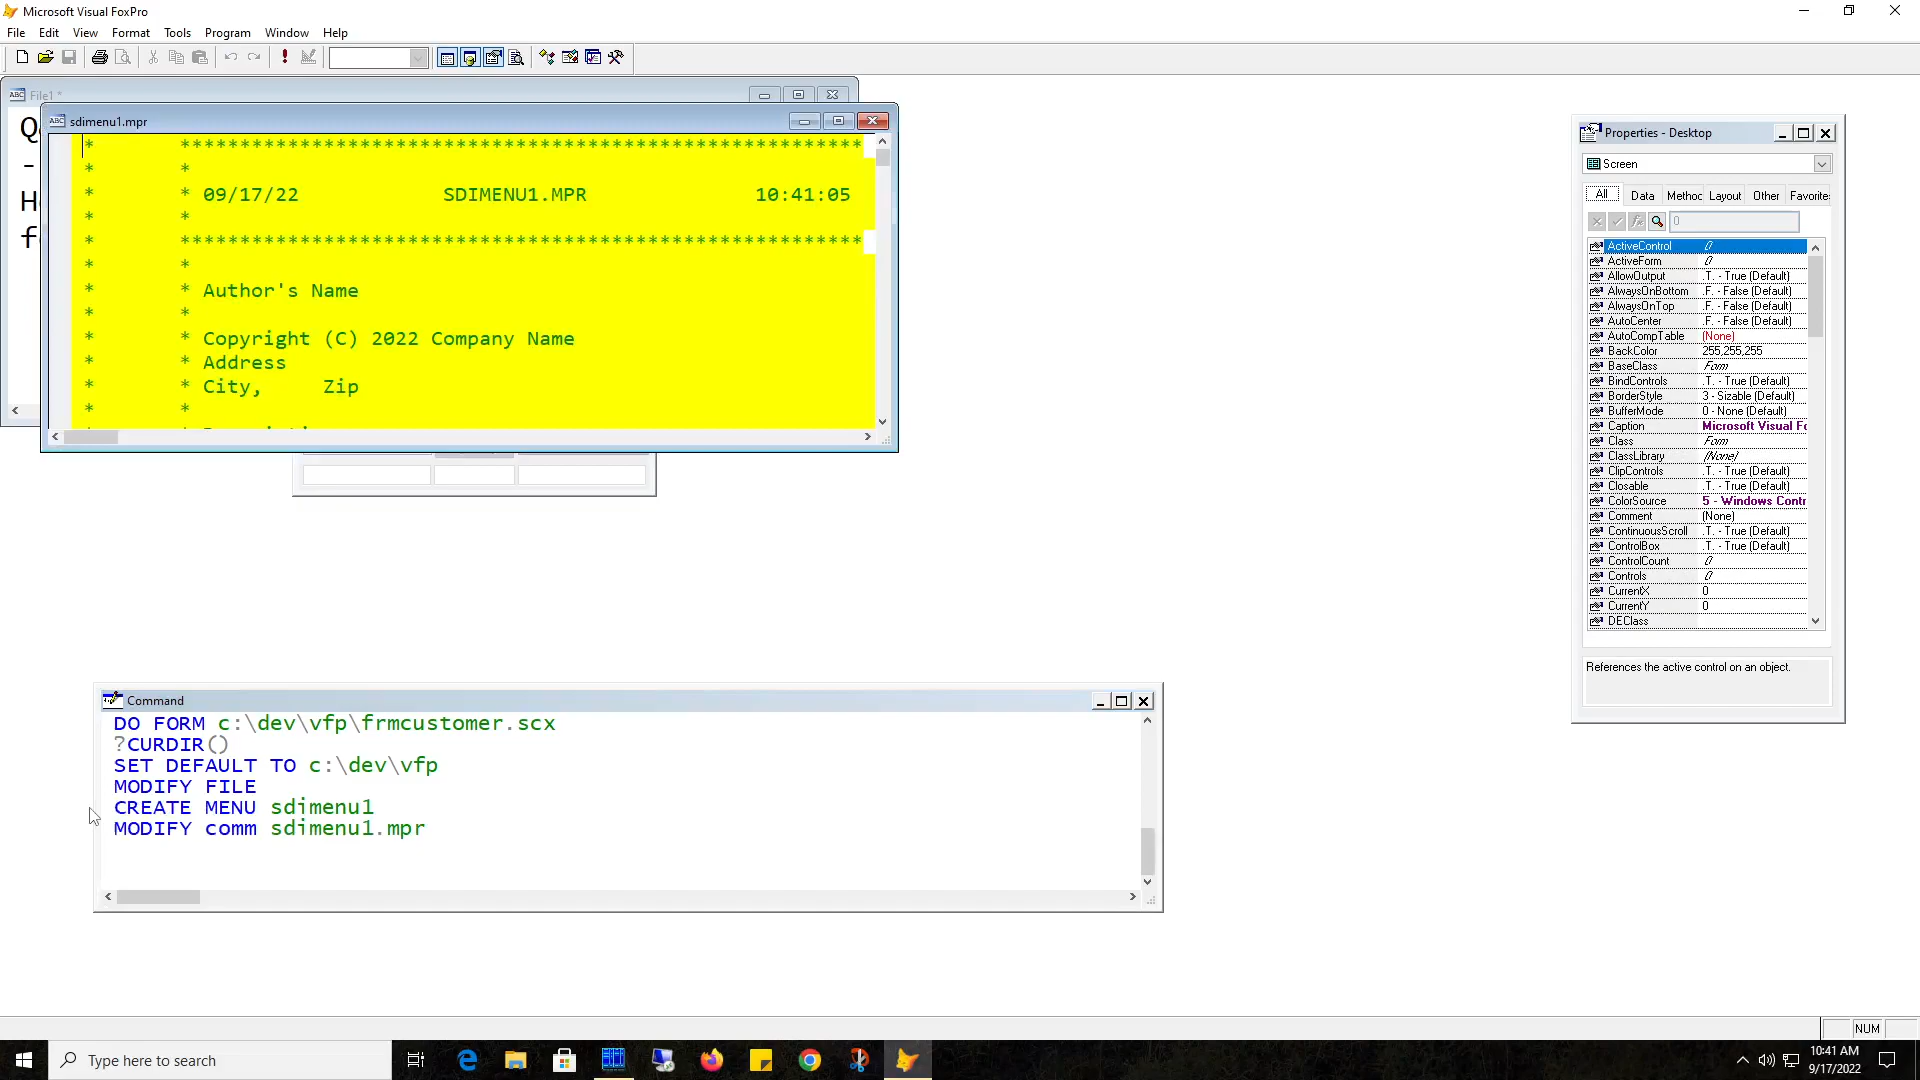 Microsoft Visual FoxPro
File Edit View Format Tools Program Window Help
File1 *
sdimenu1.mpr
* *********************************************************
* *
* * 09/17/22 SDIMENU1.MPR 10:41:05
* *
* *********************************************************
* *
* * Author's Name
* *
* * Copyright (C) 2022 Company Name
* * Address
* * City, Zip
* *
Properties - Desktop
Screen
All Data Methoc Layout Other Favorite
0
ActiveControl 0
ActiveForm 0
AllowOutput .T. - True (Default)
AlwaysOnBottom .F. - False (Default)
AlwaysOnTop .F. - False (Default)
AutoCenter .F. - False (Default)
AutoCompTable (None)
BackColor 255,255,255
BaseClass Form
BindControls .T. - True (Default)
BorderStyle 3 - Sizable (Default)
BufferMode 0 - None (Default)
Caption Microsoft Visual Fo
Class Form
ClassLibrary (None)
ClipControls .T. - True (Default)
Closable .T. - True (Default)
ColorSource 5 - Windows Contr
Comment (None)
ContinuousScroll .T. - True (Default)
ControlBox .T. - True (Default)
ControlCount 0
Controls 0
CurrentX 0
CurrentY 0
DEClass
References the active control on an object.
Command
DO FORM c:\dev\vfp\frmcustomer.scx
?CURDIR()
SET DEFAULT TO c:\dev\vfp
MODIFY FILE
CREATE MENU sdimenu1
MODIFY comm sdimenu1.mpr
NUM
Type here to search
10:41 AM
9/17/2022